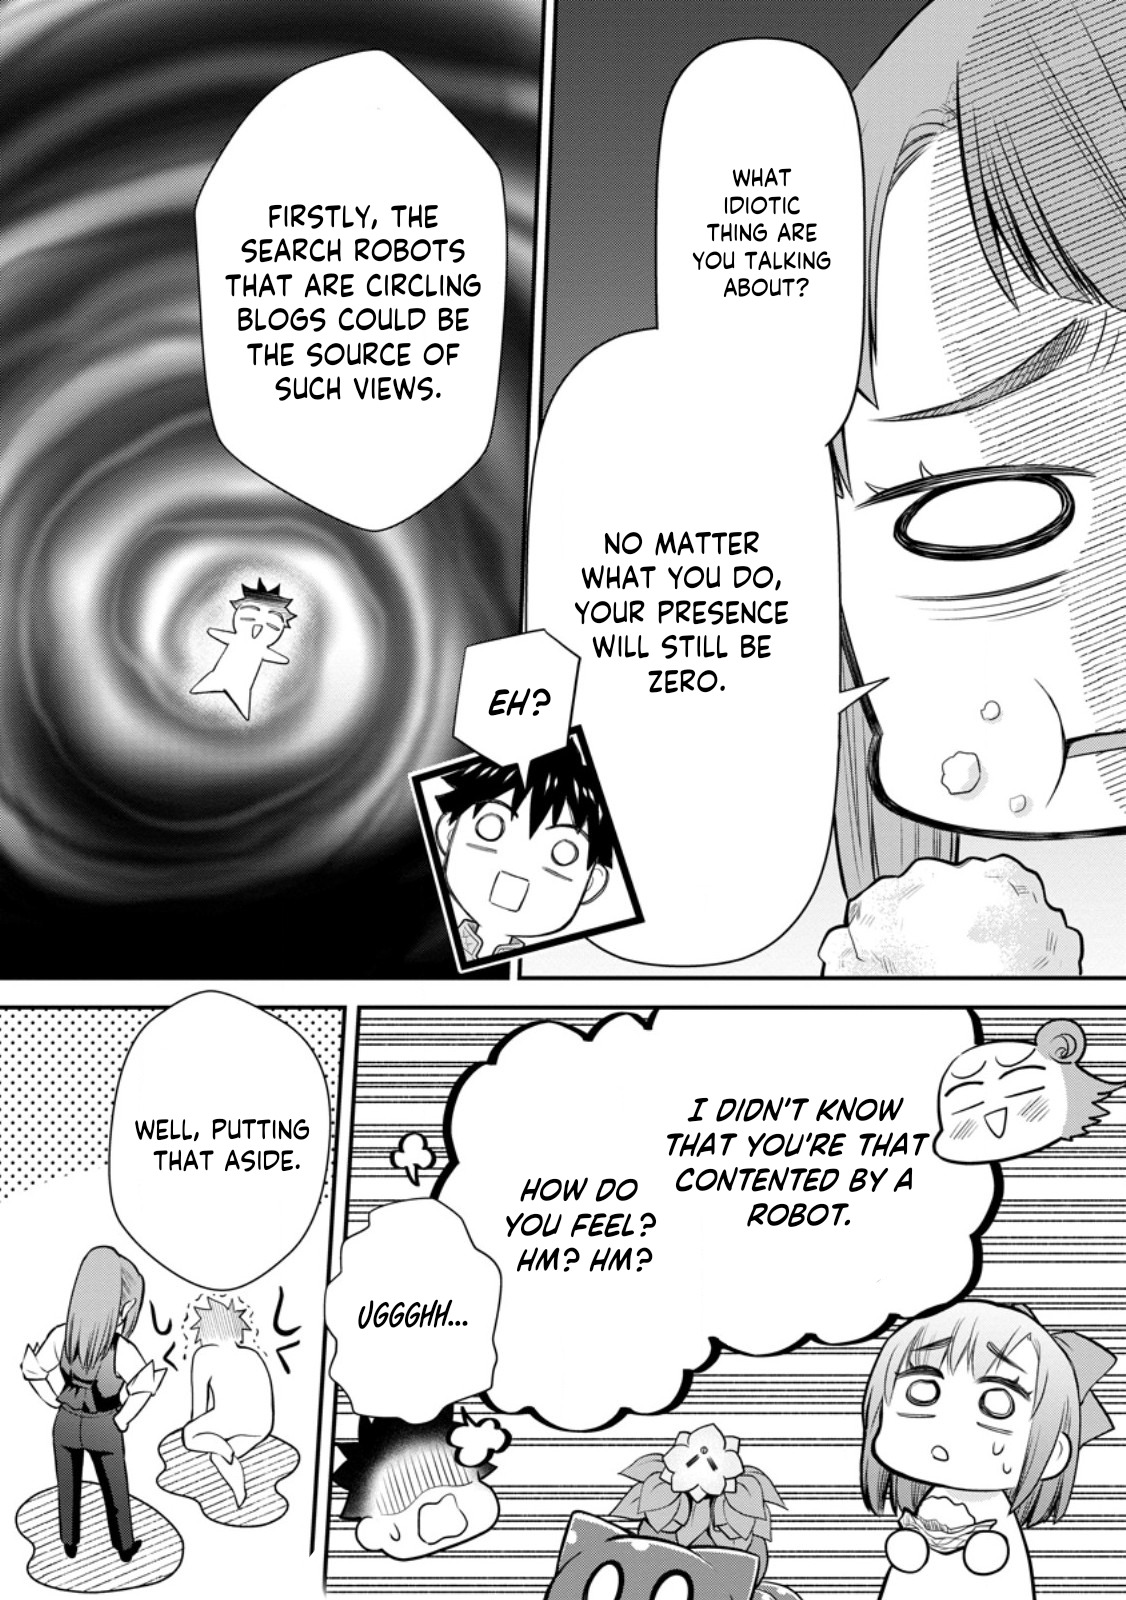 WHAT
IDIOTIC
THING ARE
YOU TALKING
ABOUT?
NO MATTER
WHAT YOU DO,
YOUR PRESENCE
WILL STILL BE
ZERO.
EH?
FIRSTLY, THE
SEARCH ROBOTS
THAT ARE CIRCLING
BLOGS COULD BE
THE SOURCE OF
SUCH VIEWS.
I DIDN'T KNOW
THAT YOU'RE THAT
CONTENTED BY A
ROBOT.
HOW DO
YOU FEEL?
HM? HM?
UGGGHH...
WELL, PUTTING
THAT ASIDE.